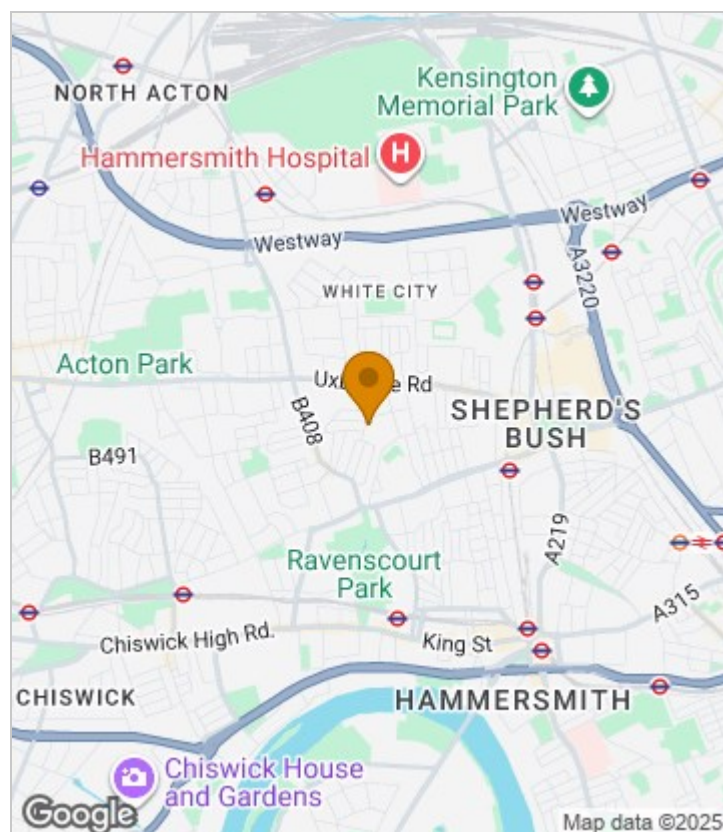 NORTH ACTON
Kensington
Memorial Park
Hammersmith Hospital
H
Westway
Westway
A3220
WHITE CITY
Acton Park
Rd
B408
SHEPHERD'S
BUSH
B491
A219
Ravenscourt
Park
A315
Chiswick High Rd.
King St
CHISWICK
HAMMERSMITH
Chiswick House
and Gardens
Google
Map data ©2025